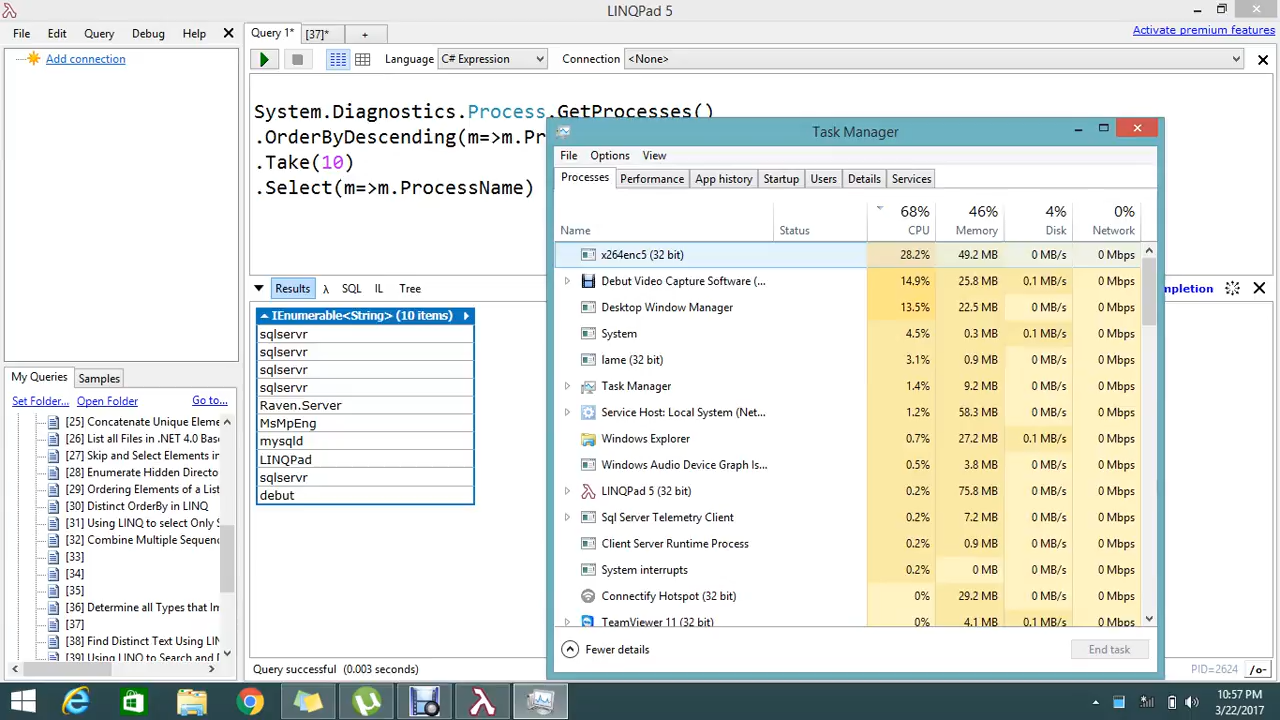 LINQPad 5
File Edit Query Debug Help
Query 1* [37]* +
Activate premium features
Add connection
Language C# Expression Connection <None>
System.Diagnostics.Process.GetProcesses()
.OrderByDescending(m=>m.Pr
.Take(10)
.Select(m=>m.ProcessName)
Results λ SQL IL Tree
mpletion
IEnumerable<String> (10 items)
sqlservr
sqlservr
sqlservr
sqlservr
Raven.Server
MsMpEng
mysqld
LINQPad
sqlservr
debut
Query successful (0.003 seconds)
PID=2624 /o-
My Queries Samples
Set Folder... Open Folder Go to...
[25] Concatenate Unique Eleme
[26] List all Files in .NET 4.0 Base
[27] Skip and Select Elements in
[28] Enumerate Hidden Directo
[29] Ordering Elements of a List
[30] Distinct OrderBy in LINQ
[31] Using LINQ to select Only S
[32] Combine Multiple Sequenc
[33]
[34]
[35]
[36] Determine all Types that Im
[37]
[38] Find Distinct Text Using LIN
[39] Using LINQ to Search and D
Task Manager
File Options View
Processes Performance App history Startup Users Details Services
68% 46% 4% 0%
Name Status CPU Memory Disk Network
x264enc5 (32 bit) 28.2% 49.2 MB 0 MB/s 0 Mbps
Debut Video Capture Software (... 14.9% 25.8 MB 0.1 MB/s 0 Mbps
Desktop Window Manager 13.5% 22.5 MB 0 MB/s 0 Mbps
System 4.5% 0.3 MB 0.1 MB/s 0 Mbps
lame (32 bit) 3.1% 0.9 MB 0 MB/s 0 Mbps
Task Manager 1.4% 9.2 MB 0 MB/s 0 Mbps
Service Host: Local System (Net... 1.2% 58.3 MB 0 MB/s 0 Mbps
Windows Explorer 0.7% 27.2 MB 0.1 MB/s 0 Mbps
Windows Audio Device Graph Is... 0.5% 3.8 MB 0 MB/s 0 Mbps
LINQPad 5 (32 bit) 0.2% 75.8 MB 0 MB/s 0 Mbps
Sql Server Telemetry Client 0.2% 7.2 MB 0 MB/s 0 Mbps
Client Server Runtime Process 0.2% 0.9 MB 0 MB/s 0 Mbps
System interrupts 0.2% 0 MB 0 MB/s 0 Mbps
Connectify Hotspot (32 bit) 0% 29.2 MB 0 MB/s 0 Mbps
TeamViewer 11 (32 bit) 0% 4.1 MB 0.1 MB/s 0 Mbps
Fewer details End task
10:57 PM
3/22/2017